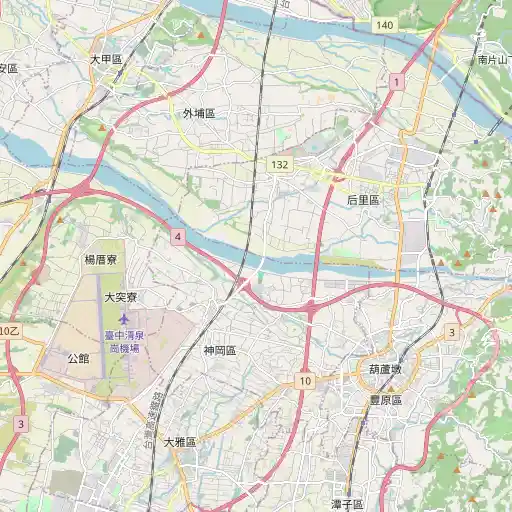 140
大甲區
安區
南片山
1
外埔區
132
后里區
4
楊厝寮
大突寮
臺中清泉
崗機場
10乙
3
公館
神岡區
10
葫蘆墩
豐原區
3
大雅區
潭子區